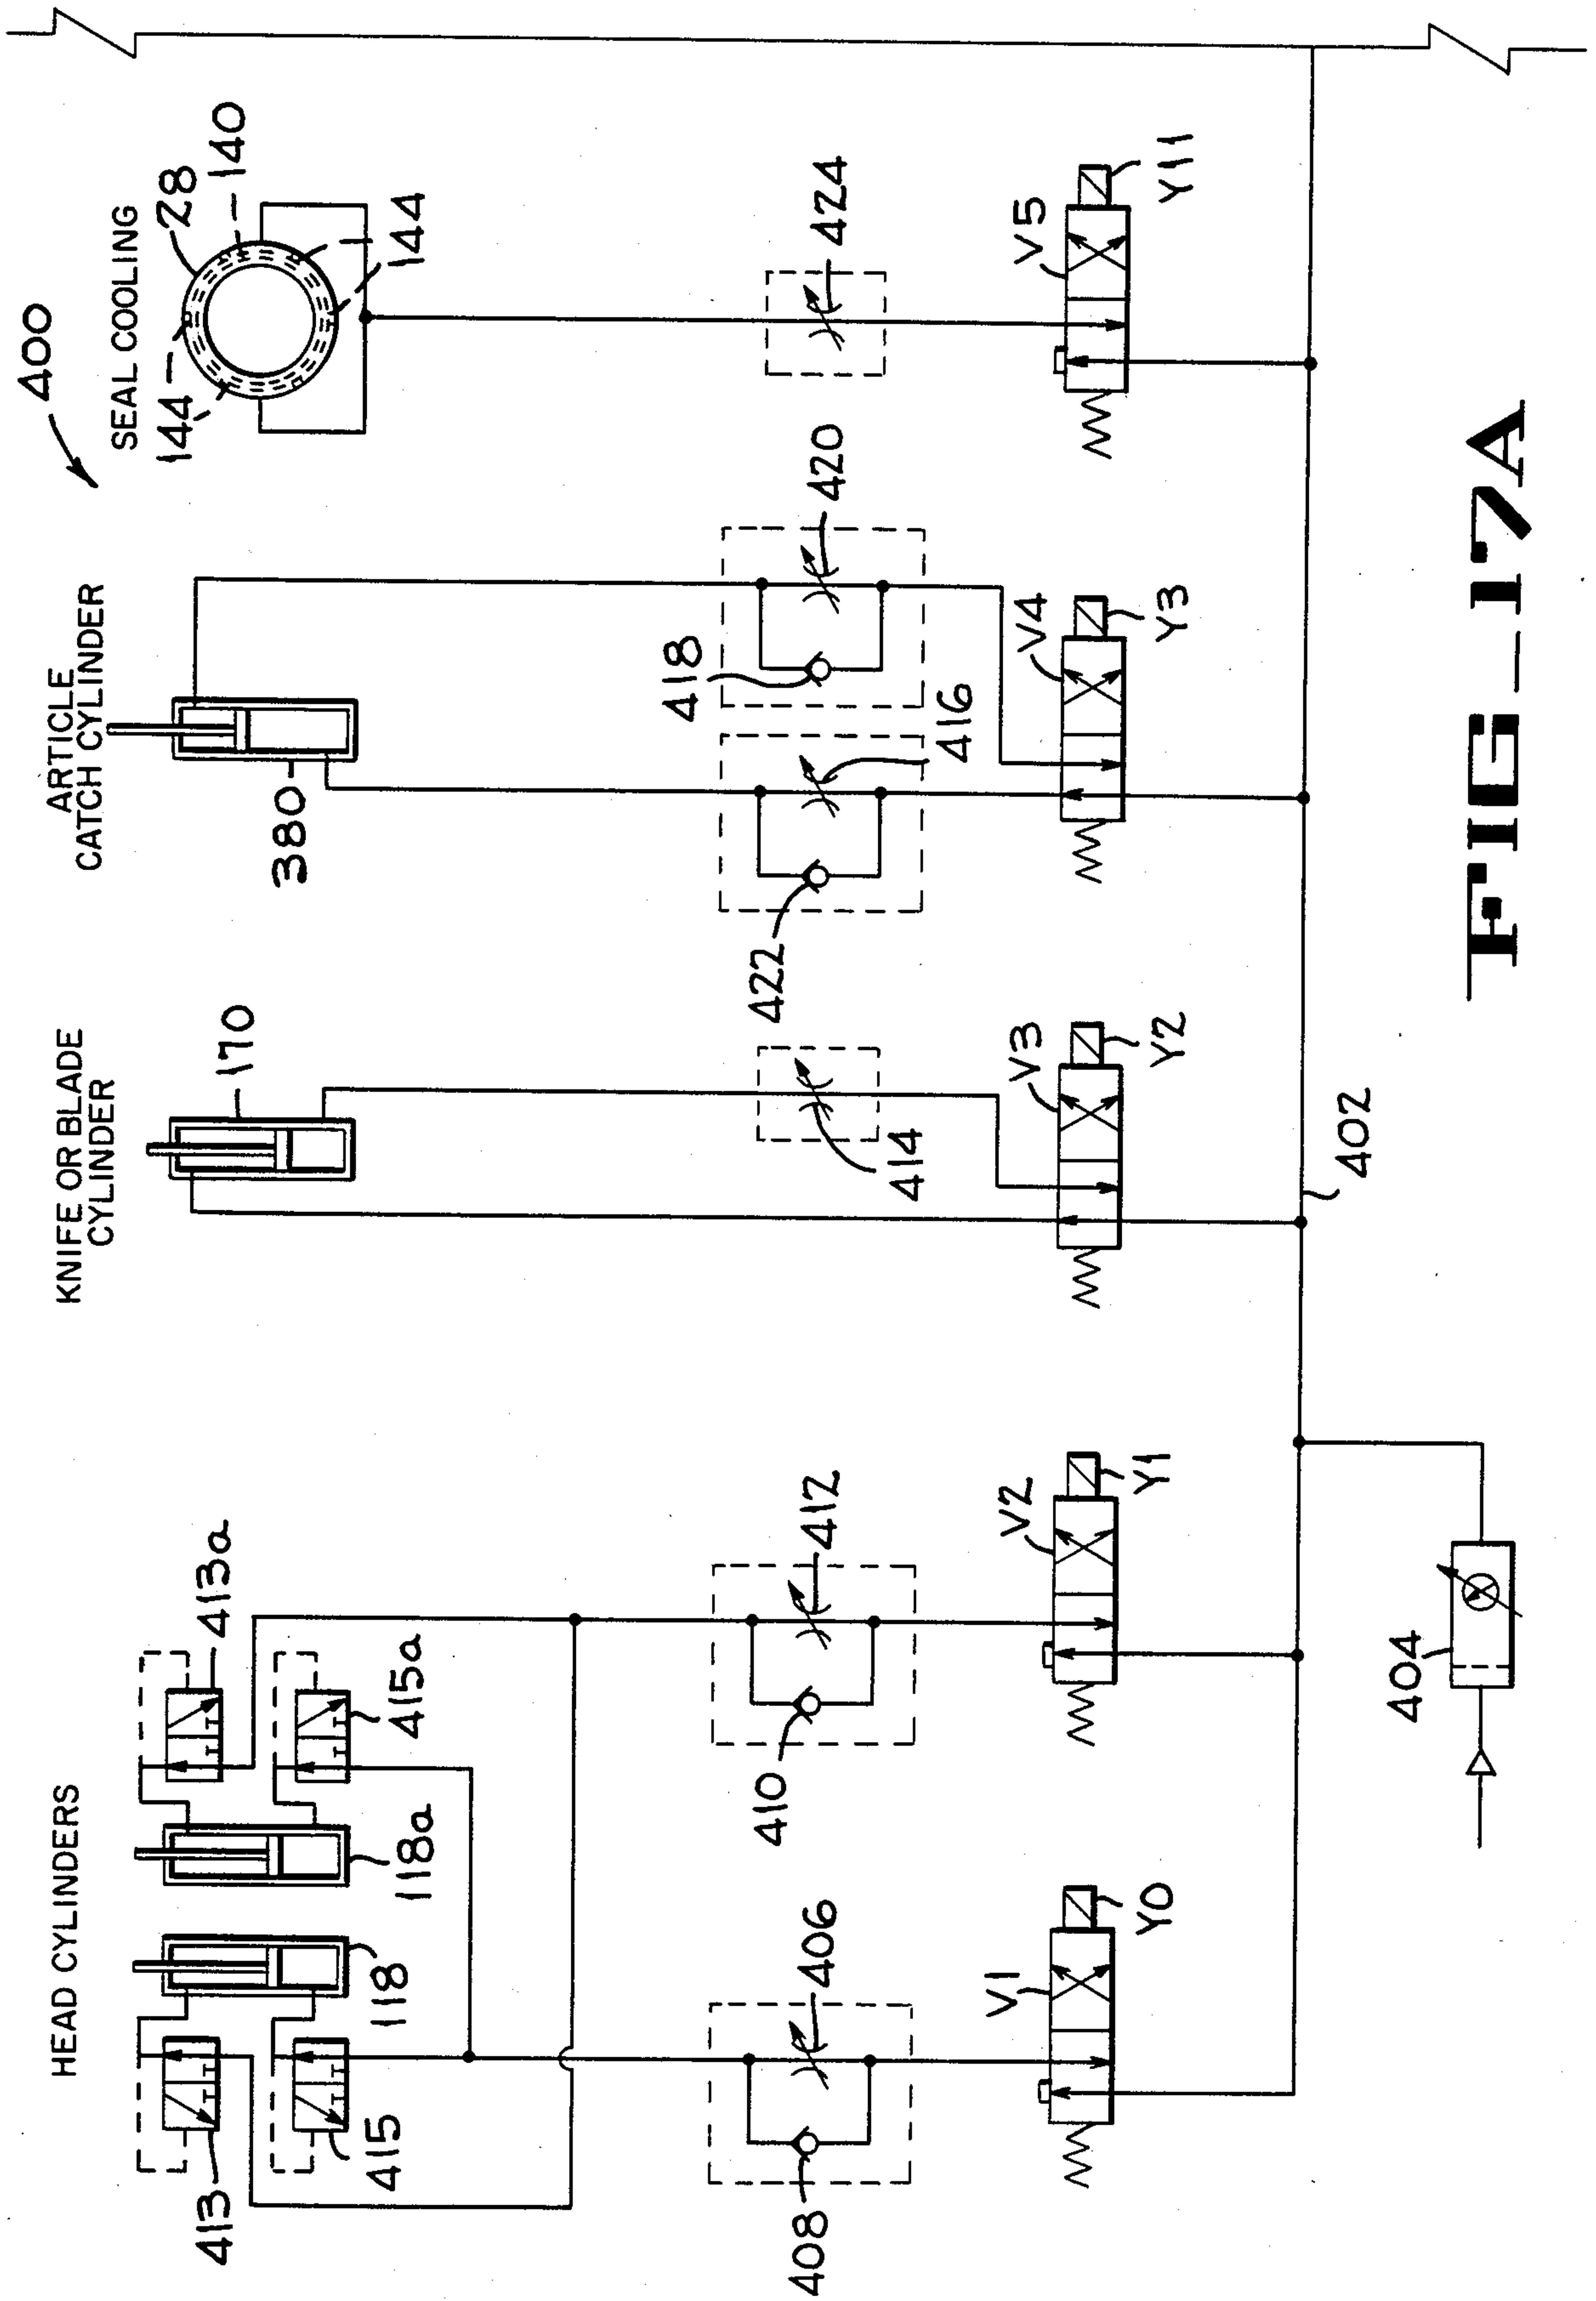 400
HEAD CYLINDERS
KNIFE OR BLADE
CYLINDER
ARTICLE
CATCH CYLINDER
SEAL COOLING
413
415
118
118a
413a
415a
170
380
144
28
140
144
408
406
410
412
414
422
416
418
420
424
V1
Y0
V2
Y1
V3
Y2
V4
Y3
V5
Y11
404
402
FIG_17A